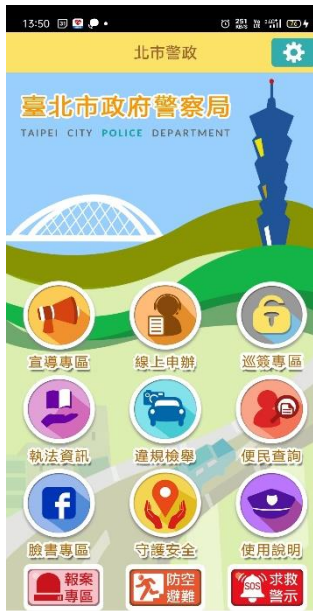 13:50
北市警政
臺北市政府警察局
TAIPEI CITY POLICE DEPARTMENT
宣導專區
線上申辦
巡簽專區
執法資訊
違規檢舉
便民查詢
臉書專區
守護安全
使用說明
報案
專區
防空
避難
SOS
求救
警示